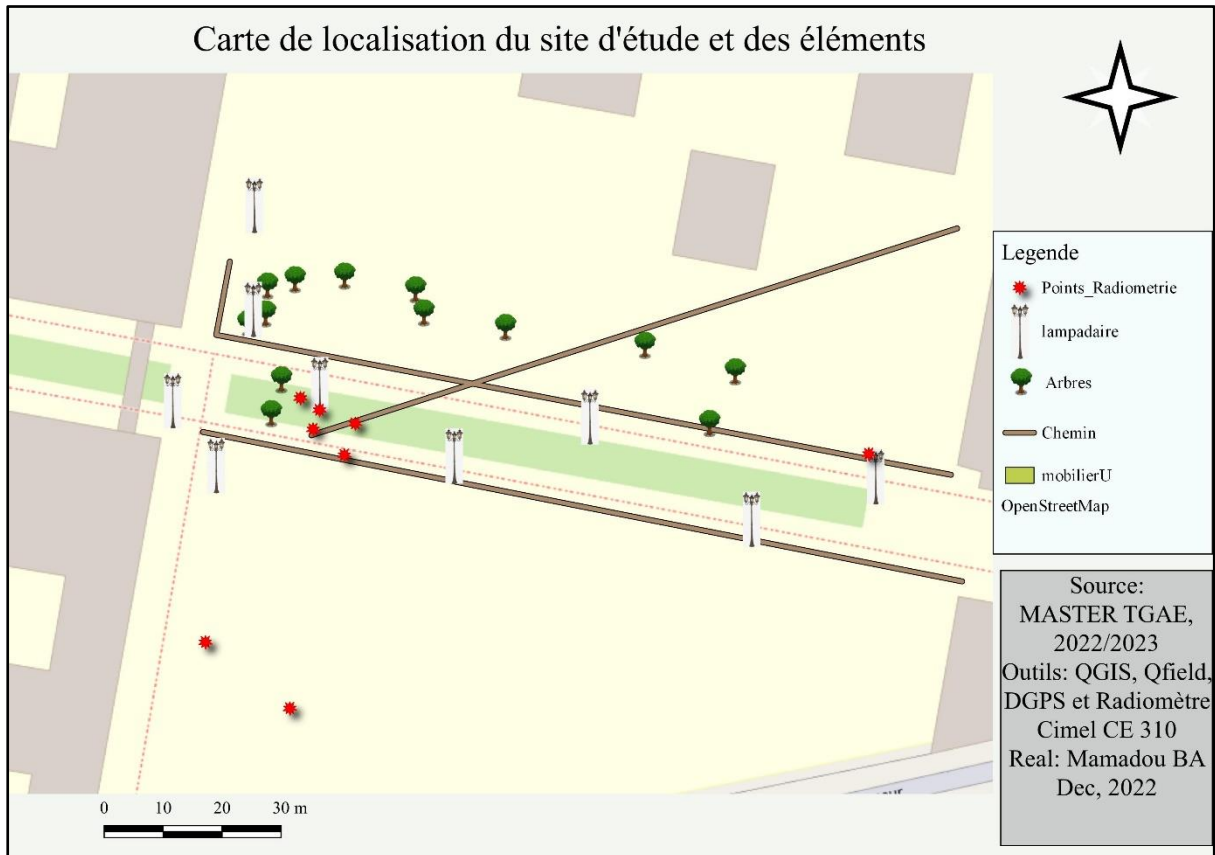 Carte de localisation du site d'étude et des éléments
Legende
Points_Radiometrie
lampadaire
Arbres
Chemin
mobilierU
OpenStreetMap
Source:
MASTER TGAE,
2022/2023
Outils: QGIS, Qfield,
DGPS et Radiomètre
Cimel CE 310
Real: Mamadou BA
Dec, 2022
0 10 20 30 m